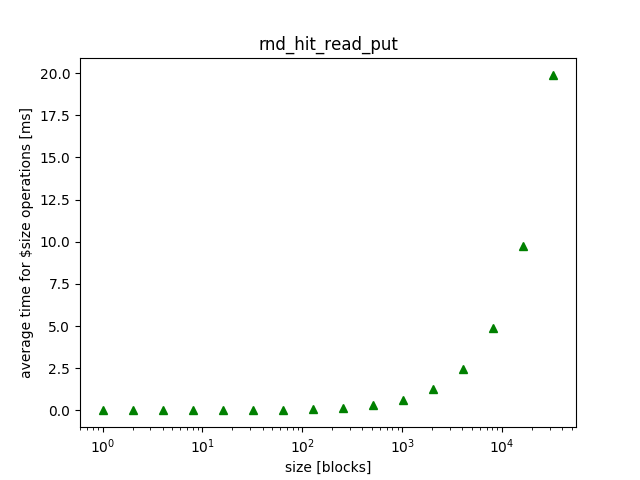 rnd_hit_read_put
average time for $size operations [ms]
20.0
17.5
15.0
12.5
10.0
7.5
5.0
2.5
0.0
10⁰ 10¹ 10² 10³ 10⁴
size [blocks]